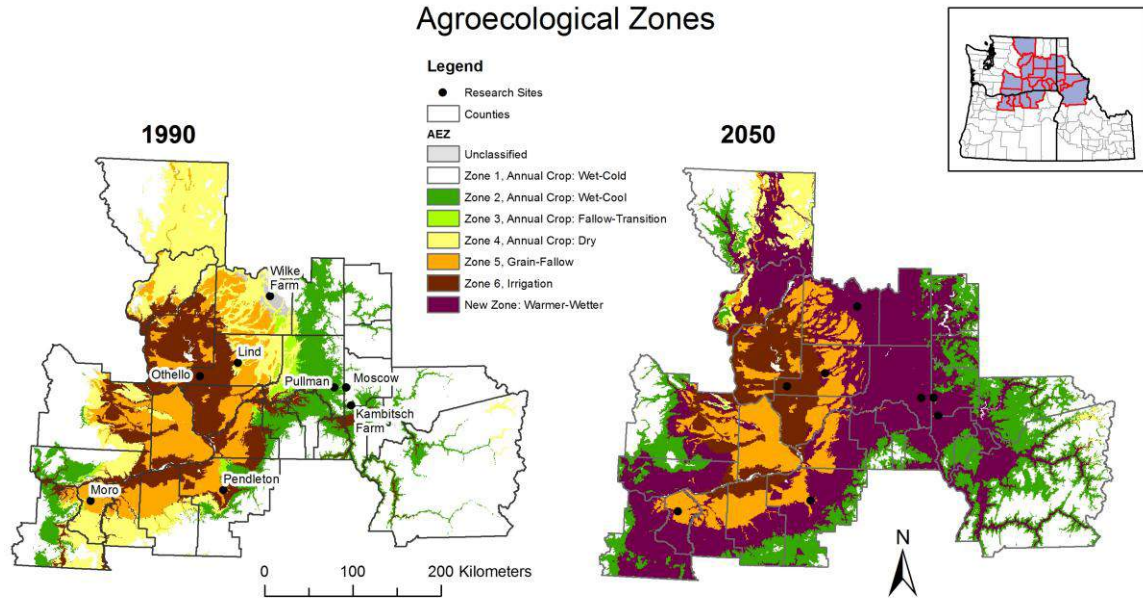 Agroecological Zones
Legend
Research Sites
Counties
AEZ
Unclassified
Zone 1, Annual Crop: Wet-Cold
Zone 2, Annual Crop: Wet-Cool
Zone 3, Annual Crop: Fallow-Transition
Zone 4, Annual Crop: Dry
Zone 5, Grain-Fallow
Zone 6, Irrigation
New Zone: Warmer-Wetter
1990
Wilke
Farm
Lind
Othello
Pullman
Moscow
Kambitsch
Farm
Pendleton
Moro
0 100 200 Kilometers
2050
N